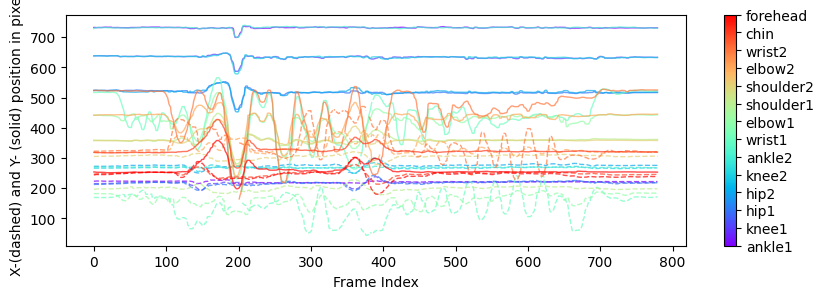 X-(dashed) and Y- (solid) position in pixe
700
600
500
400
300
200
100
0
100
200
300
400
500
600
700
800
Frame Index
forehead
chin
wrist2
elbow2
shoulder2
shoulder1
elbow1
wrist1
ankle2
knee2
hip2
hip1
knee1
ankle1